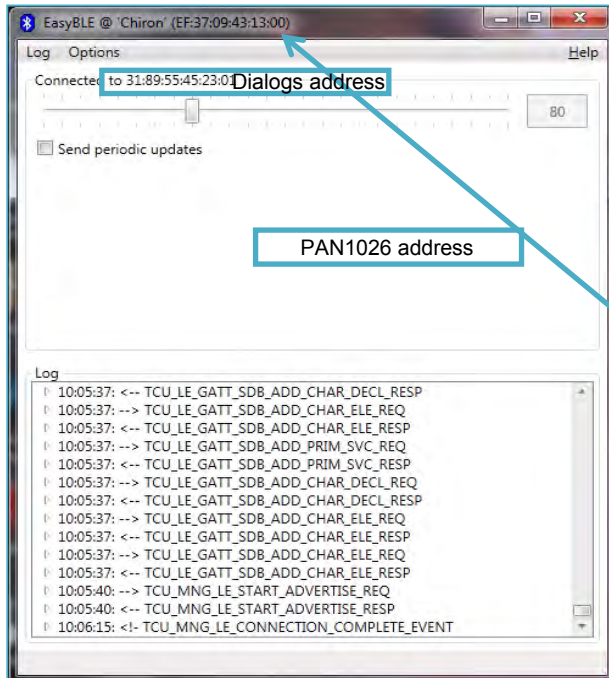 EasyBLE @ 'Chiron' (EF:37:09:43:13:00)
Log Options Help
Connected to 31:89:55:45:23:01 Dialogs address
80
Send periodic updates
PAN1026 address
Log
10:05:37: <-- TCU_LE_GATT_SDB_ADD_CHAR_DECL_RESP
10:05:37: --> TCU_LE_GATT_SDB_ADD_CHAR_ELE_REQ
10:05:37: <-- TCU_LE_GATT_SDB_ADD_CHAR_ELE_RESP
10:05:37: --> TCU_LE_GATT_SDB_ADD_PRIM_SVC_REQ
10:05:37: <-- TCU_LE_GATT_SDB_ADD_PRIM_SVC_RESP
10:05:37: --> TCU_LE_GATT_SDB_ADD_CHAR_DECL_REQ
10:05:37: <-- TCU_LE_GATT_SDB_ADD_CHAR_DECL_RESP
10:05:37: --> TCU_LE_GATT_SDB_ADD_CHAR_ELE_REQ
10:05:37: <-- TCU_LE_GATT_SDB_ADD_CHAR_ELE_RESP
10:05:37: --> TCU_LE_GATT_SDB_ADD_CHAR_ELE_REQ
10:05:37: <-- TCU_LE_GATT_SDB_ADD_CHAR_ELE_RESP
10:05:40: --> TCU_MNG_LE_START_ADVERTISE_REQ
10:05:40: <-- TCU_MNG_LE_START_ADVERTISE_RESP
10:06:15: <!- TCU_MNG_LE_CONNECTION_COMPLETE_EVENT